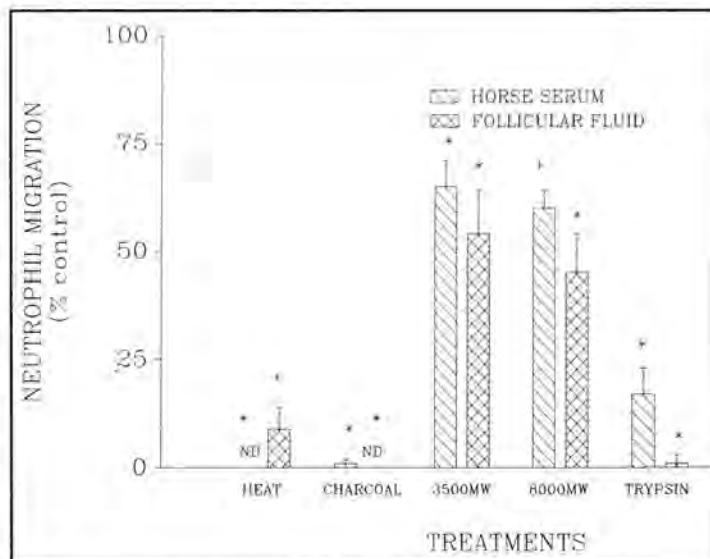 100
75
50
25
0
NEUTROPHIL MIGRATION
(% control)
HORSE SERUM
FOLLICULAR FLUID
* * * *
* *
* *
* *
ND
ND
HEAT CHARCOAL 3500MW 8000MW TRYPSIN
TREATMENTS